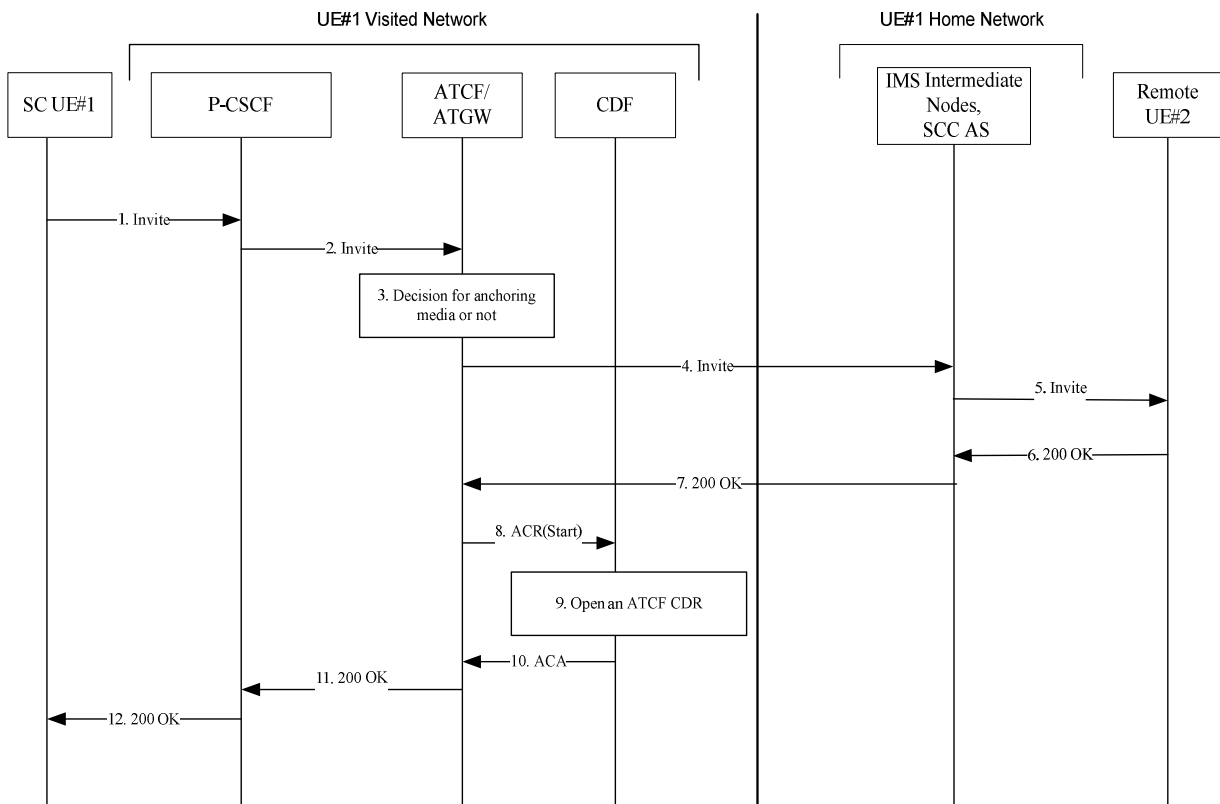 UE#1 Visited Network
UE#1 Home Network
SC UE#1
P-CSCF
ATCF/
ATGW
CDF
IMS Intermediate
Nodes,
SCC AS
Remote
UE#2
1. Invite
2. Invite
3. Decision for anchoring
media or not
4. Invite
5. Invite
6. 200 OK
7. 200 OK
8. ACR(Start)
9. Open an ATCF CDR
10. ACA
11. 200 OK
12. 200 OK